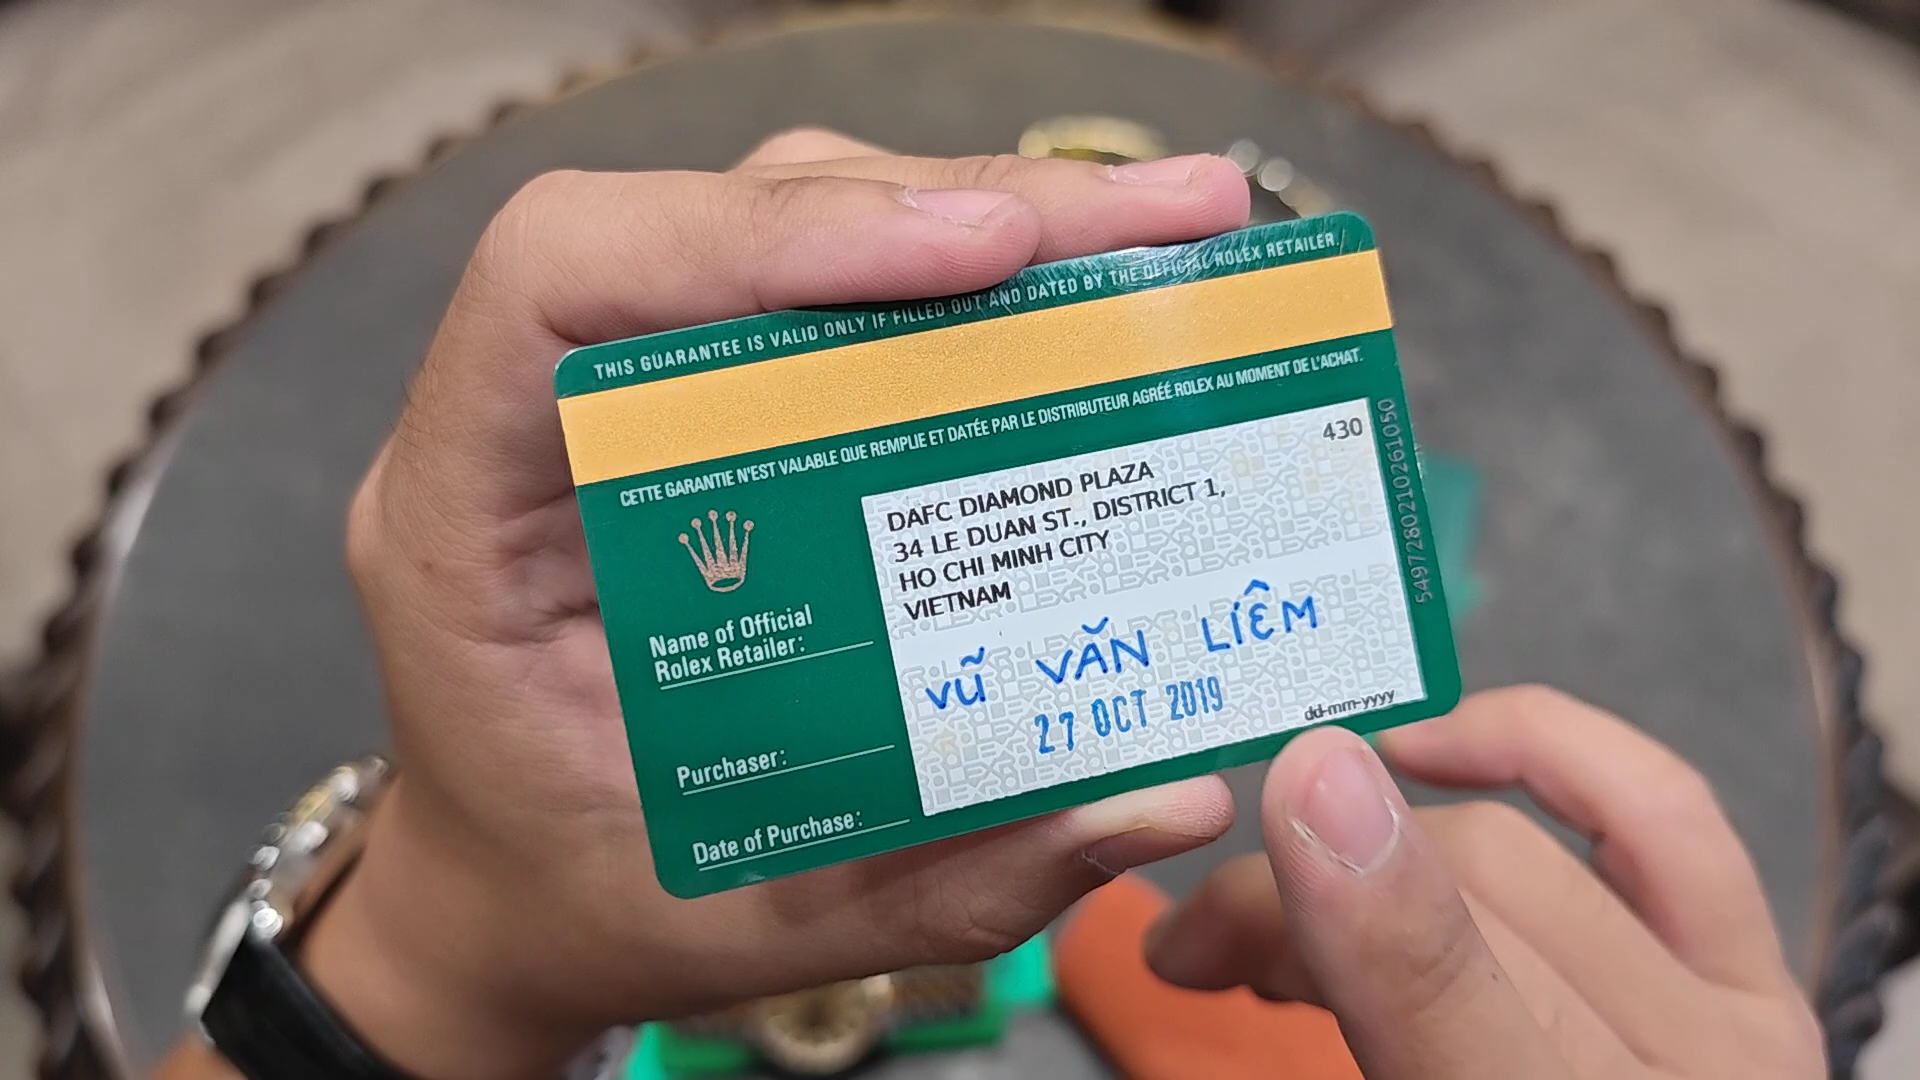 THIS GUARANTEE IS VALID ONLY IF FILLED OUT AND DATED BY THE OFFICIAL ROLEX RETAILER.
CETTE GARANTIE N'EST VALABLE QUE REMPLIE ET DATÉE PAR LE DISTRIBUTEUR AGRÉÉ ROLEX AU MOMENT DE L'ACHAT.
430
DAFC DIAMOND PLAZA
34 LE DUAN ST., DISTRICT 1,
HO CHI MINH CITY
VIETNAM
Name of Official
Rolex Retailer:
VŨ VĂN LIÊM
Purchaser:
27 OCT 2019
dd-mm-yyyy
Date of Purchase:
5497280210261050